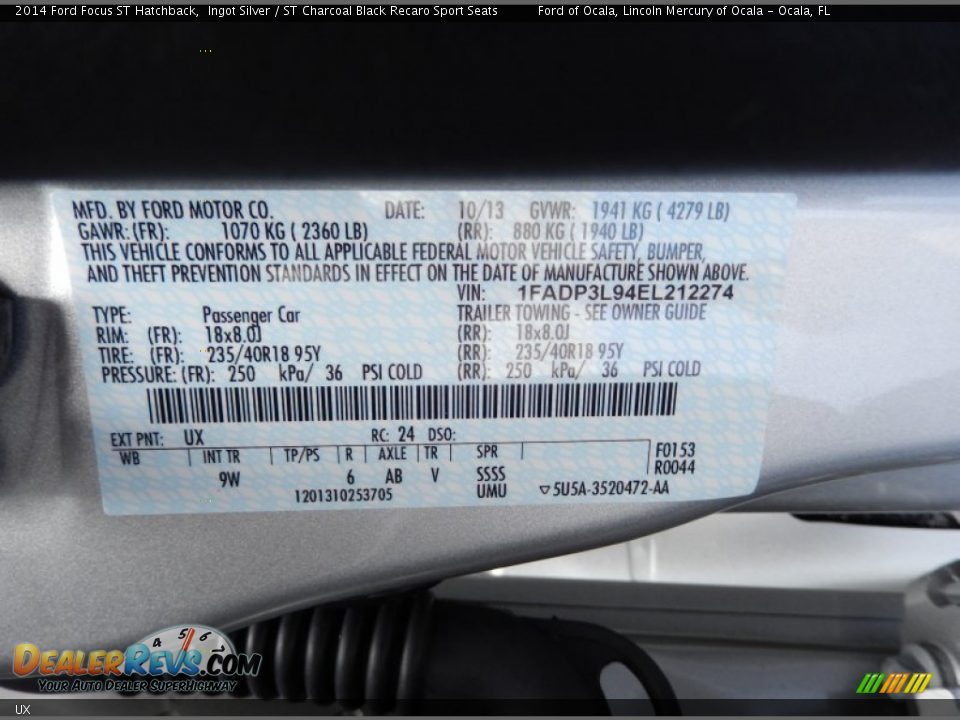 2014 Ford Focus ST Hatchback, Ingot Silver / ST Charcoal Black Recaro Sport Seats Ford of Ocala, Lincoln Mercury of Ocala - Ocala, FL
...
MFD. BY FORD MOTOR CO. DATE: 10/13 GVWR: 1941 KG ( 4279 LB)
GAWR: (FR): 1070 KG ( 2360 LB) (RR): 880 KG ( 1940 LB)
THIS VEHICLE CONFORMS TO ALL APPLICABLE FEDERAL MOTOR VEHICLE SAFETY, BUMPER,
AND THEFT PREVENTION STANDARDS IN EFFECT ON THE DATE OF MANUFACTURE SHOWN ABOVE.
VIN: 1FADP3L94EL212274
TYPE: Passenger Car TRAILER TOWING - SEE OWNER GUIDE
RIM: (FR): 18x8.0J (RR): 18x8.0J
TIRE: (FR): 235/40R18 95Y (RR): 235/40R18 95Y
PRESSURE: (FR): 250 kPa/ 36 PSI COLD (RR): 250 kPa/ 36 PSI COLD
EXT PNT: UX RC: 24 DSO:
WB INT TR TP/PS R AXLE TR SPR F0153
9W 6 AB V SSSS R0044
1201310253705 UMU ▽5U5A-3520472-AA
4 5 6
DEALERREVS.COM
YOUR AUTO DEALER SUPERHIGHWAY
UX